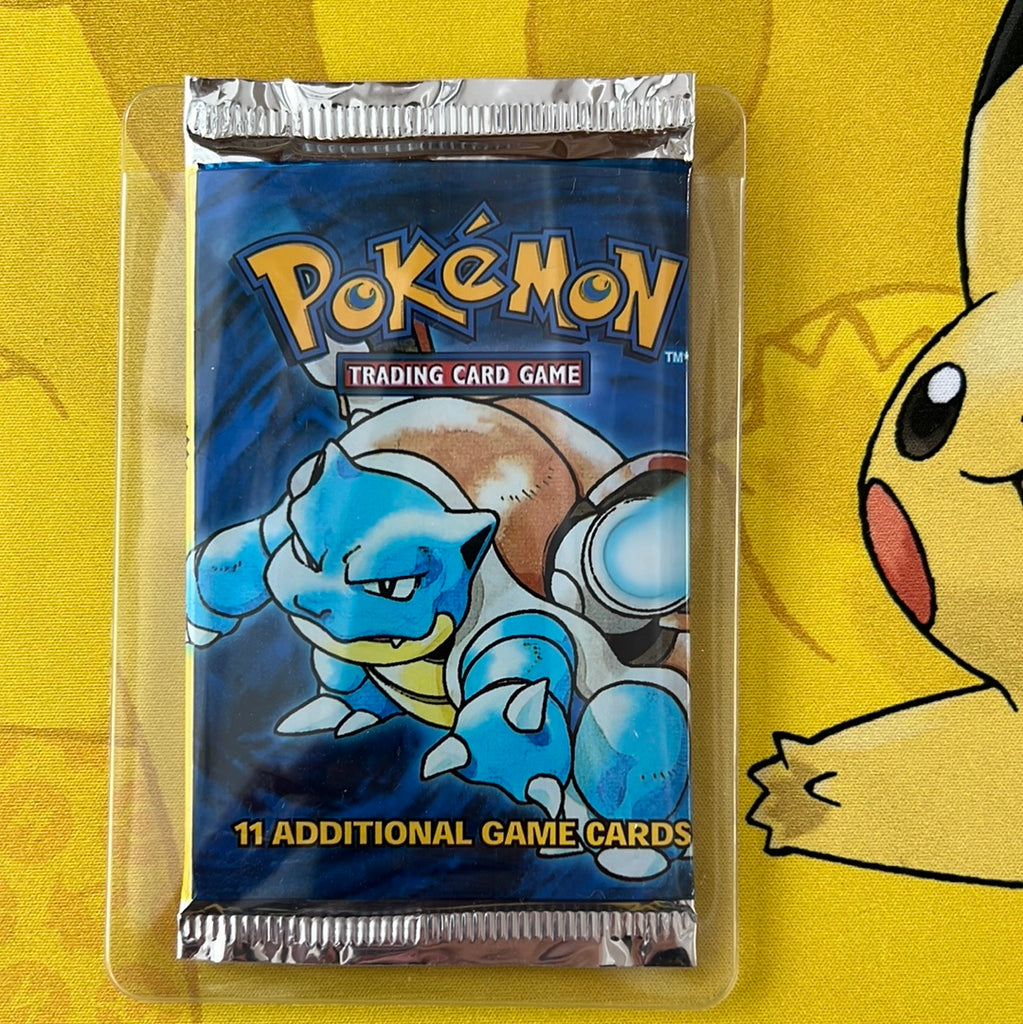 POKéMON
TM*
TRADING CARD GAME
11 ADDITIONAL GAME CARDS